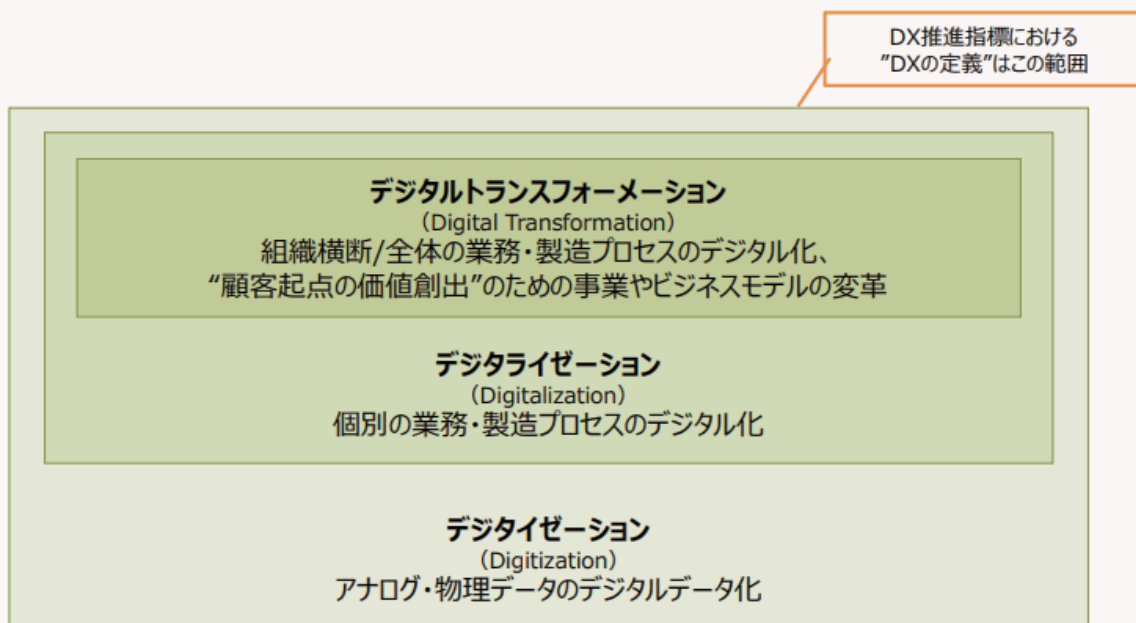 DX推進指標における
”DXの定義”はこの範囲
デジタルトランスフォーメーション
（Digital Transformation）
組織横断/全体の業務・製造プロセスのデジタル化、
“顧客起点の価値創出”のための事業やビジネスモデルの変革
デジタライゼーション
（Digitalization）
個別の業務・製造プロセスのデジタル化
デジタイゼーション
（Digitization）
アナログ・物理データのデジタルデータ化